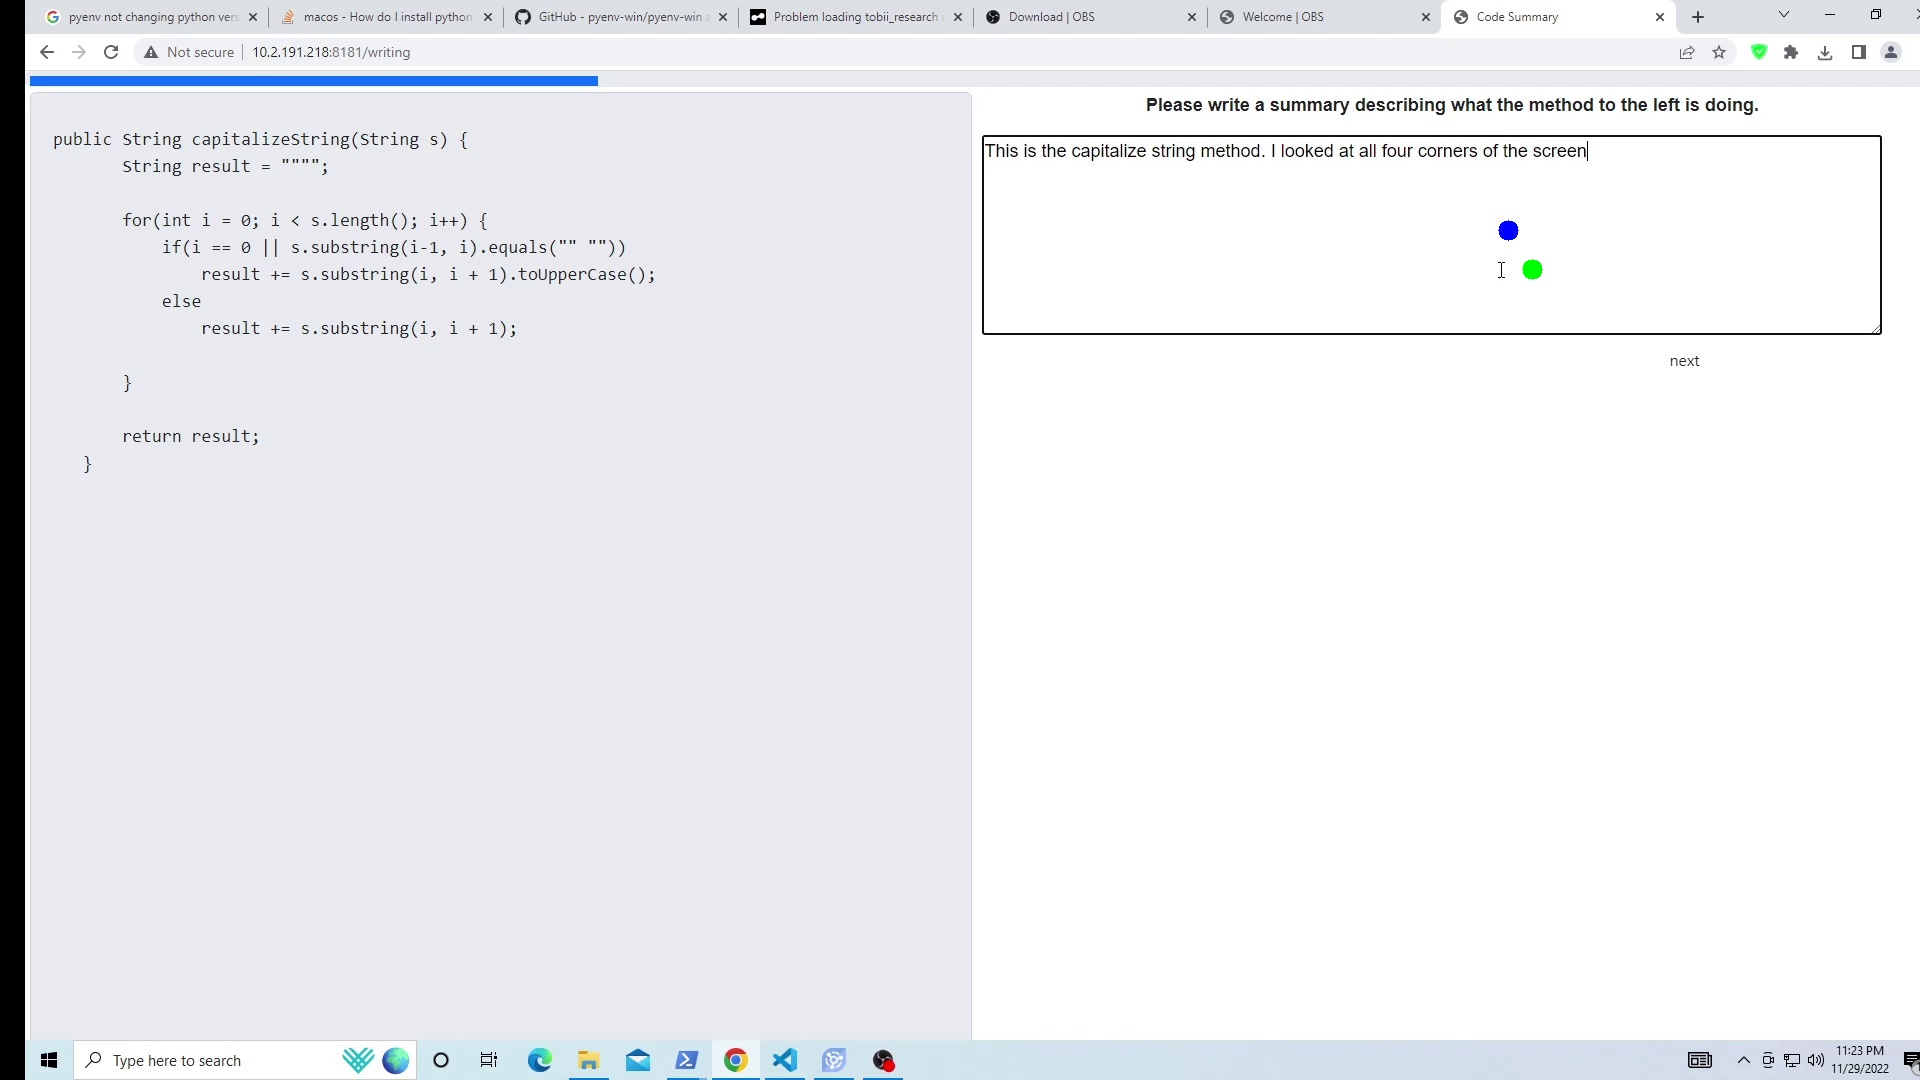 pyenv not changing python vers
macos - How do I install python
GitHub - pyenv-win/pyenv-win a
Problem loading tobii_research
Download | OBS
Welcome | OBS
Code Summary
Not secure
10.2.191.218:8181/writing
public String capitalizeString(String s) {
String result = """";
for(int i = 0; i < s.length(); i++) {
if(i == 0 || s.substring(i-1, i).equals("" ""))
result += s.substring(i, i + 1).toUpperCase();
else
result += s.substring(i, i + 1);
}
return result;
}
Please write a summary describing what the method to the left is doing.
This is the capitalize string method. I looked at all four corners of the screen
next
Type here to search
11:23 PM
11/29/2022